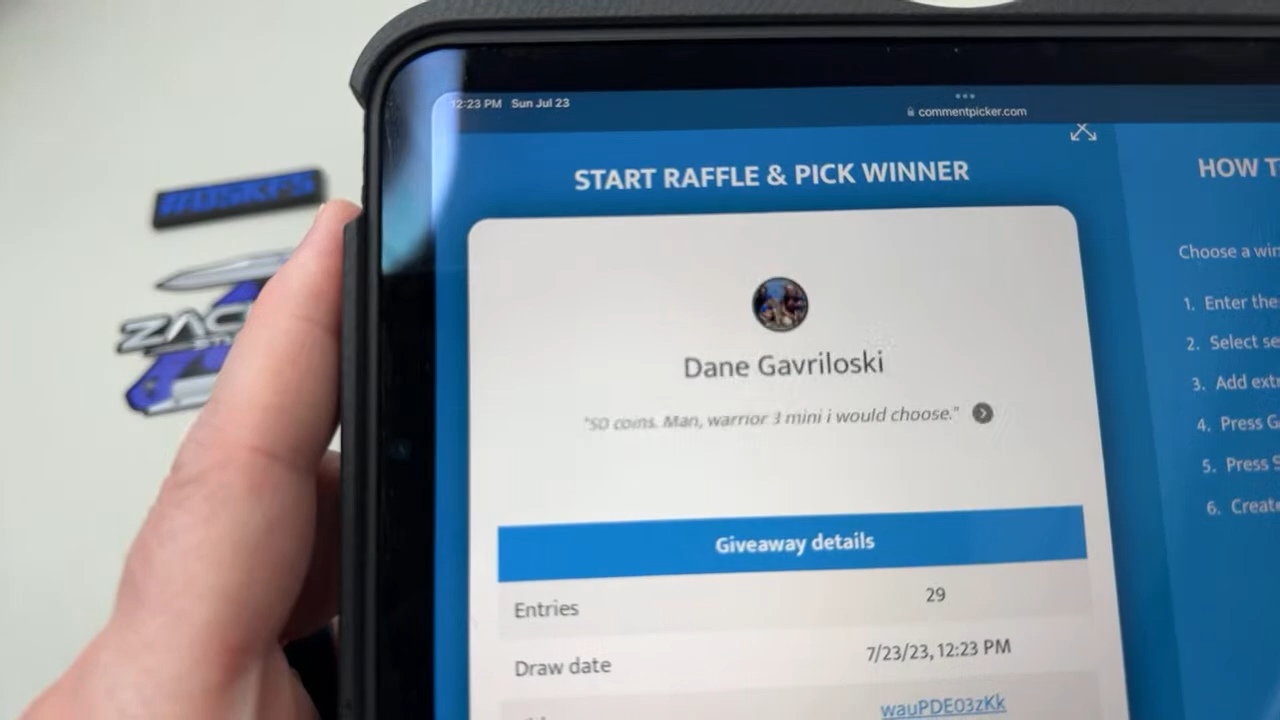 12:23 PM Sun Jul 23
commentpicker.com
START RAFFLE & PICK WINNER
HOW T
Dane Gavriloski
"50 coins. Man, warrior 3 mini i would choose."
Giveaway details
Entries 29
Draw date 7/23/23, 12:23 PM
wauPDE03zKk
Choose a win
1. Enter the
2. Select se
3. Add extr
4. Press G
5. Press S
6. Create
#USKFS
ZAC